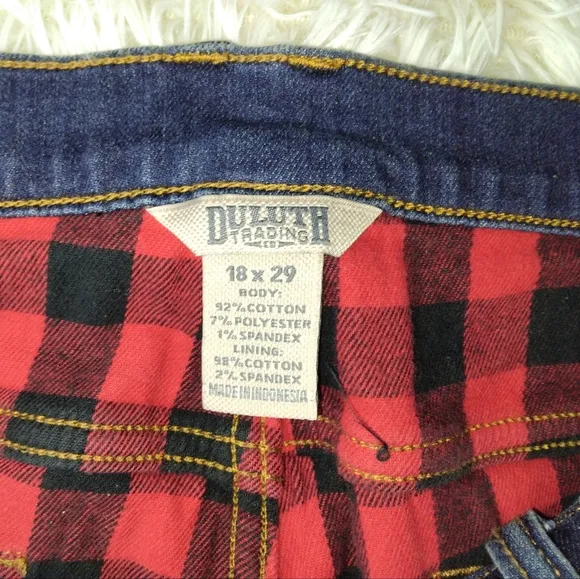 DULUTH
TRADING
CO
18 x 29
BODY:
92% COTTON
7% POLYESTER
1% SPANDEX
LINING:
98% COTTON
2% SPANDEX
MADE IN INDONESIA